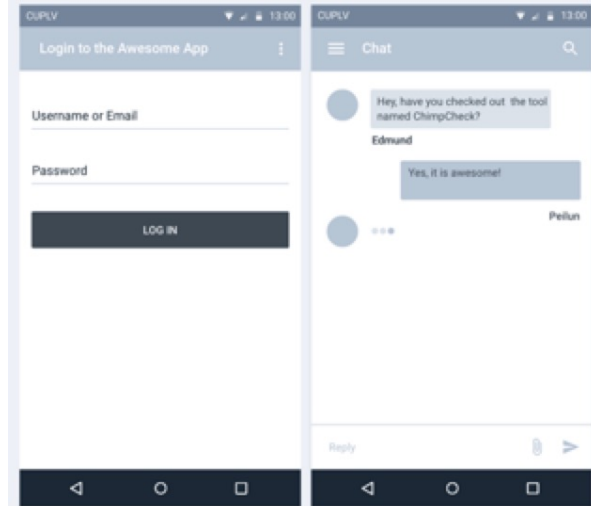 CUPLV 13:00
Login to the Awesome App
Username or Email
Password
LOG IN
CUPLV 13:00
Chat
Hey, have you checked out the tool
named ChimpCheck?
Edmund
Yes, it is awesome!
Peilun
Reply